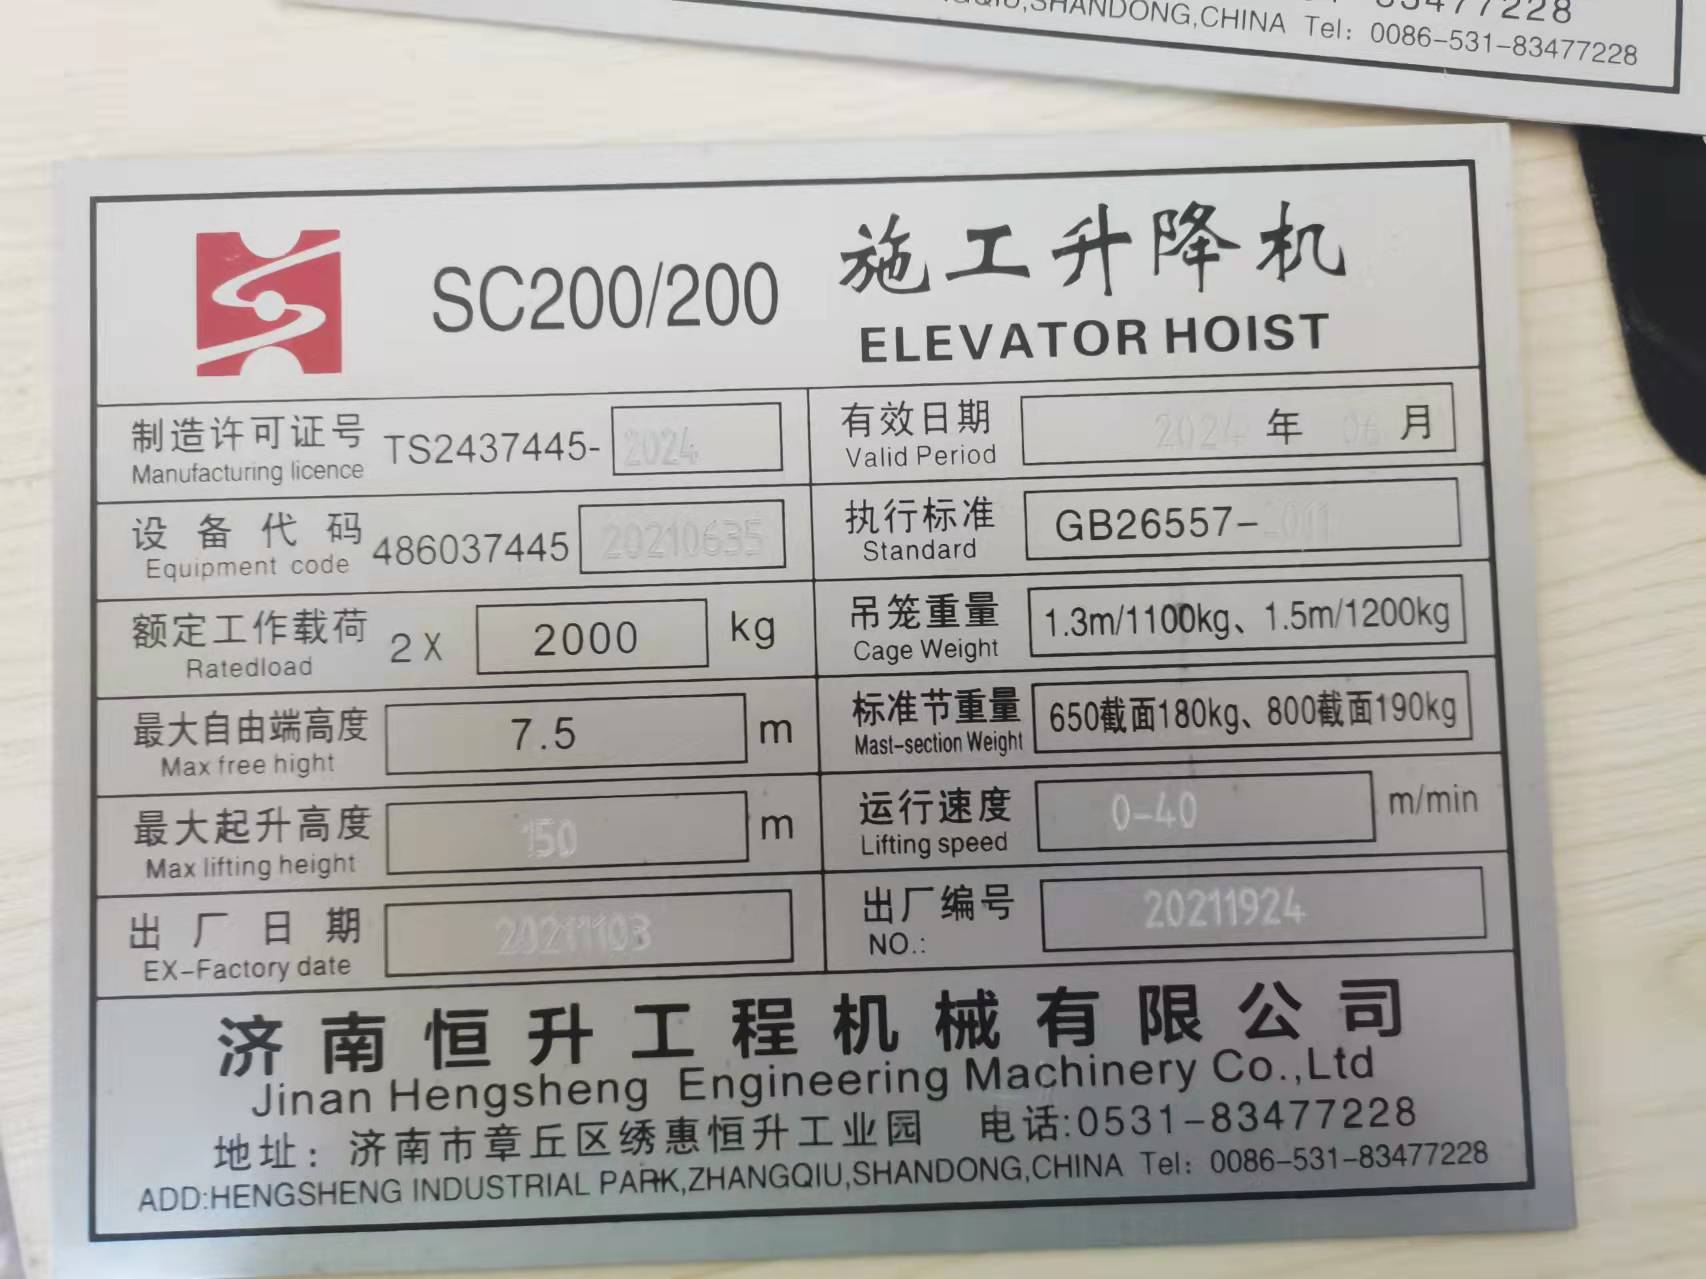 QIU,SHANDONG,CHINA Tel: 0086-531-83477228
SC200/200
施工升降机
ELEVATOR HOIST
制造许可证号 TS2437445-2024
Manufacturing licence
有效日期 2024年06月
Valid Period
设备代码 48603744520210635
Equipment code
执行标准 GB26557-2011
Standard
额定工作载荷 2X 2000 kg
Ratedload
吊笼重量 1.3m/1100kg、1.5m/1200kg
Cage Weight
最大自由端高度 7.5 m
Max free hight
标准节重量 650截面180kg、800截面190kg
Mast-section Weight
最大起升高度 150 m
Max lifting height
运行速度 0-40 m/min
Lifting speed
出厂日期 20211103
EX-Factory date
出厂编号 20211924
NO.:
济南恒升工程机械有限公司
Jinan Hengsheng Engineering Machinery Co.,Ltd
地址：济南市章丘区绣惠恒升工业园 电话:0531-83477228
ADD:HENGSHENG INDUSTRIAL PARK,ZHANGQIU,SHANDONG,CHINA Tel: 0086-531-83477228